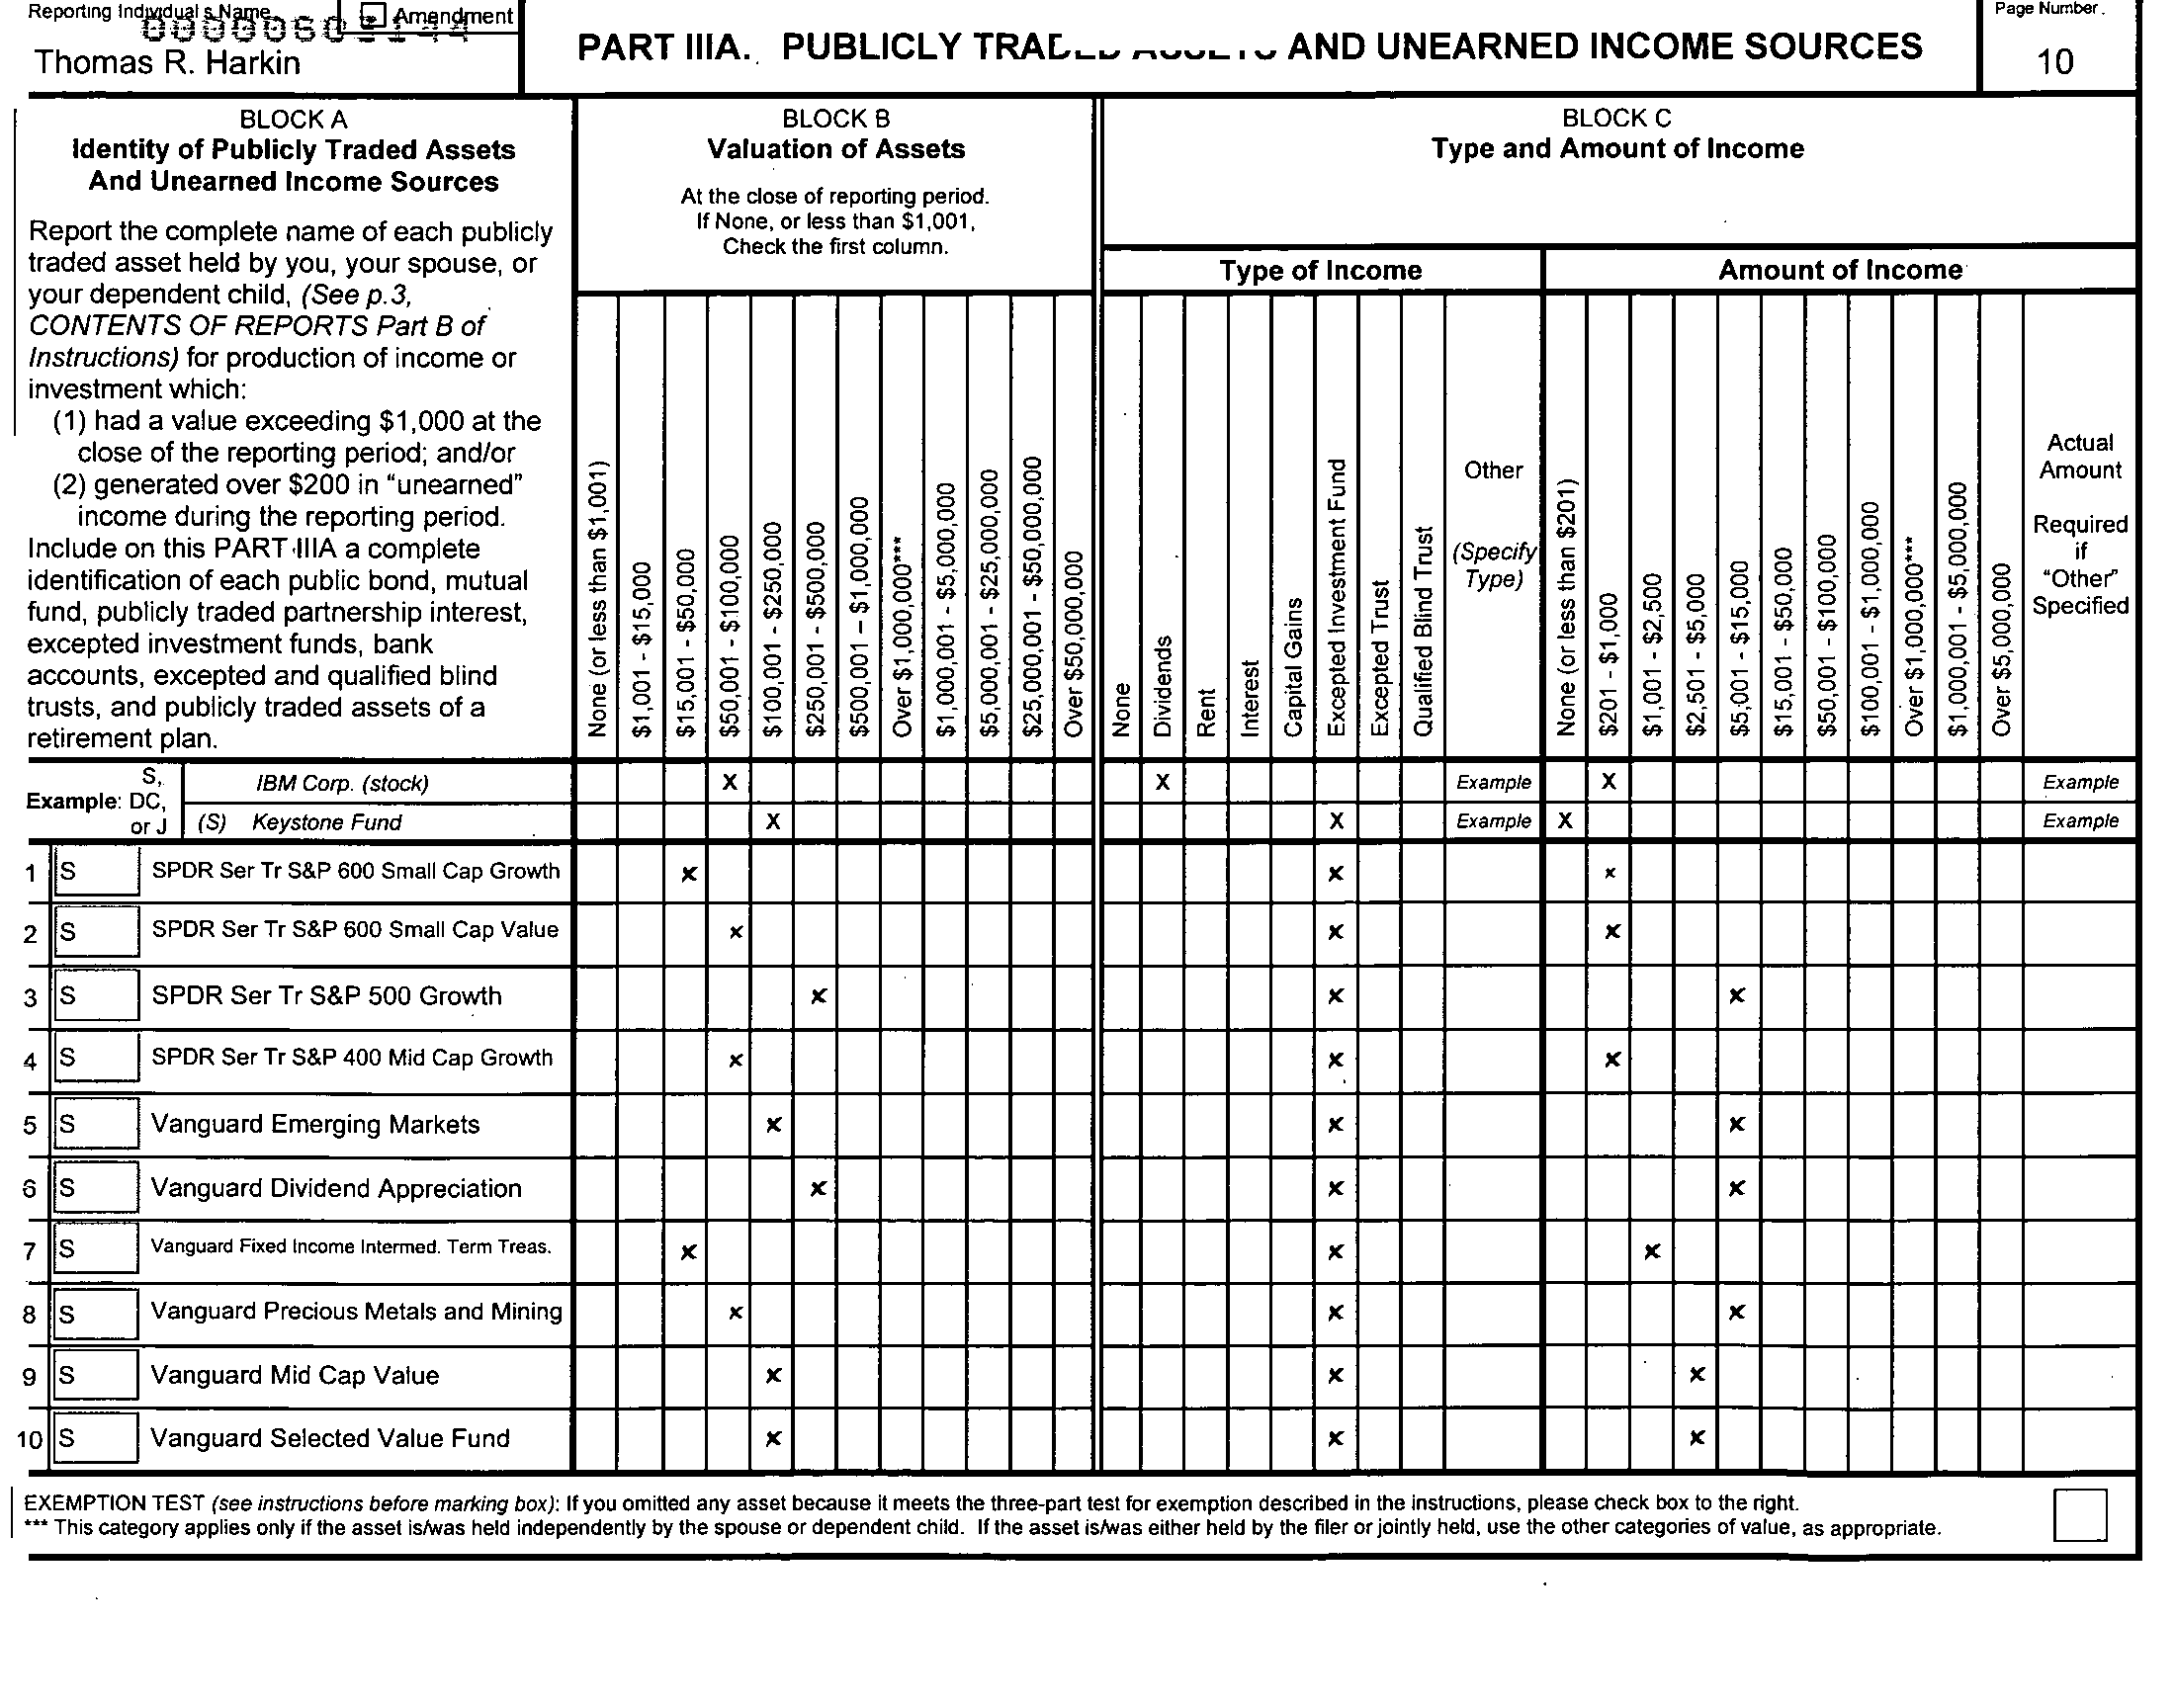 Reporting Individual's Name
Amendment
Thomas R. Harkin
PART IIIA. PUBLICLY TRADED ASSETS AND UNEARNED INCOME SOURCES
Page Number
10
BLOCK A
Identity of Publicly Traded Assets
And Unearned Income Sources
Report the complete name of each publicly
traded asset held by you, your spouse, or
your dependent child, (See p.3,
CONTENTS OF REPORTS Part B of
Instructions) for production of income or
investment which:
(1) had a value exceeding $1,000 at the
close of the reporting period; and/or
(2) generated over $200 in “unearned”
income during the reporting period.
Include on this PART IIIA a complete
identification of each public bond, mutual
fund, publicly traded partnership interest,
excepted investment funds, bank
accounts, excepted and qualified blind
trusts, and publicly traded assets of a
retirement plan.
BLOCK B
Valuation of Assets
At the close of reporting period.
If None, or less than $1,001,
Check the first column.
None (or less than $1,001)
$1,001 - $15,000
$15,001 - $50,000
$50,001 - $100,000
$100,001 - $250,000
$250,001 - $500,000
$500,001 – $1,000,000
Over $1,000,000***
$1,000,001 - $5,000,000
$5,000,001 - $25,000,000
$25,000,001 - $50,000,000
Over $50,000,000
BLOCK C
Type and Amount of Income
Type of Income
None
Dividends
Rent
Interest
Capital Gains
Excepted Investment Fund
Excepted Trust
Qualified Blind Trust
Other
(Specify
Type)
Amount of Income
None (or less than $201)
$201 - $1,000
$1,001 - $2,500
$2,501 - $5,000
$5,001 - $15,000
$15,001 - $50,000
$50,001 - $100,000
$100,001 - $1,000,000
Over $1,000,000***
$1,000,001 - $5,000,000
Over $5,000,000
Actual
Amount
Required
if
“Other”
Specified
Example: S, DC, or J
IBM Corp. (stock) X X Example X Example
(S) Keystone Fund X X Example X Example
1 S SPDR Ser Tr S&P 600 Small Cap Growth x x x
2 S SPDR Ser Tr S&P 600 Small Cap Value x x x
3 S SPDR Ser Tr S&P 500 Growth x x x
4 S SPDR Ser Tr S&P 400 Mid Cap Growth x x x
5 S Vanguard Emerging Markets x x x
6 S Vanguard Dividend Appreciation x x x
7 S Vanguard Fixed Income Intermed. Term Treas. x x x
8 S Vanguard Precious Metals and Mining x x x
9 S Vanguard Mid Cap Value x x x
10 S Vanguard Selected Value Fund x x x
EXEMPTION TEST (see instructions before marking box): If you omitted any asset because it meets the three-part test for exemption described in the instructions, please check box to the right.
*** This category applies only if the asset is/was held independently by the spouse or dependent child. If the asset is/was either held by the filer or jointly held, use the other categories of value, as appropriate.